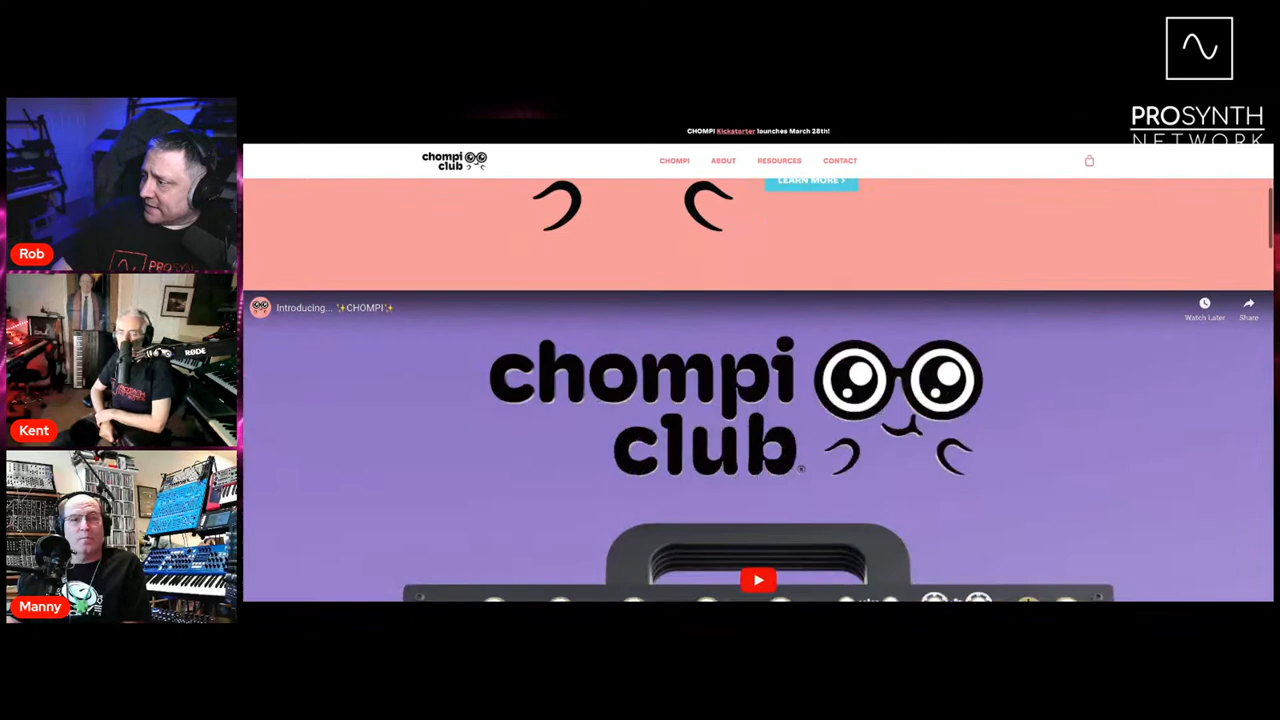 PROSYNTH
NETWORK
CHOMPI Kickstarter launches March 28th!
chompi
club
CHOMPI
ABOUT
RESOURCES
CONTACT
LEARN MORE >
Introducing... ✨CHOMPI✨
Watch Later
Share
chompi
club
Rob
RØDE
Kent
Manny